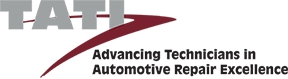 TATI
Advancing Technicians in
Automotive Repair Excellence